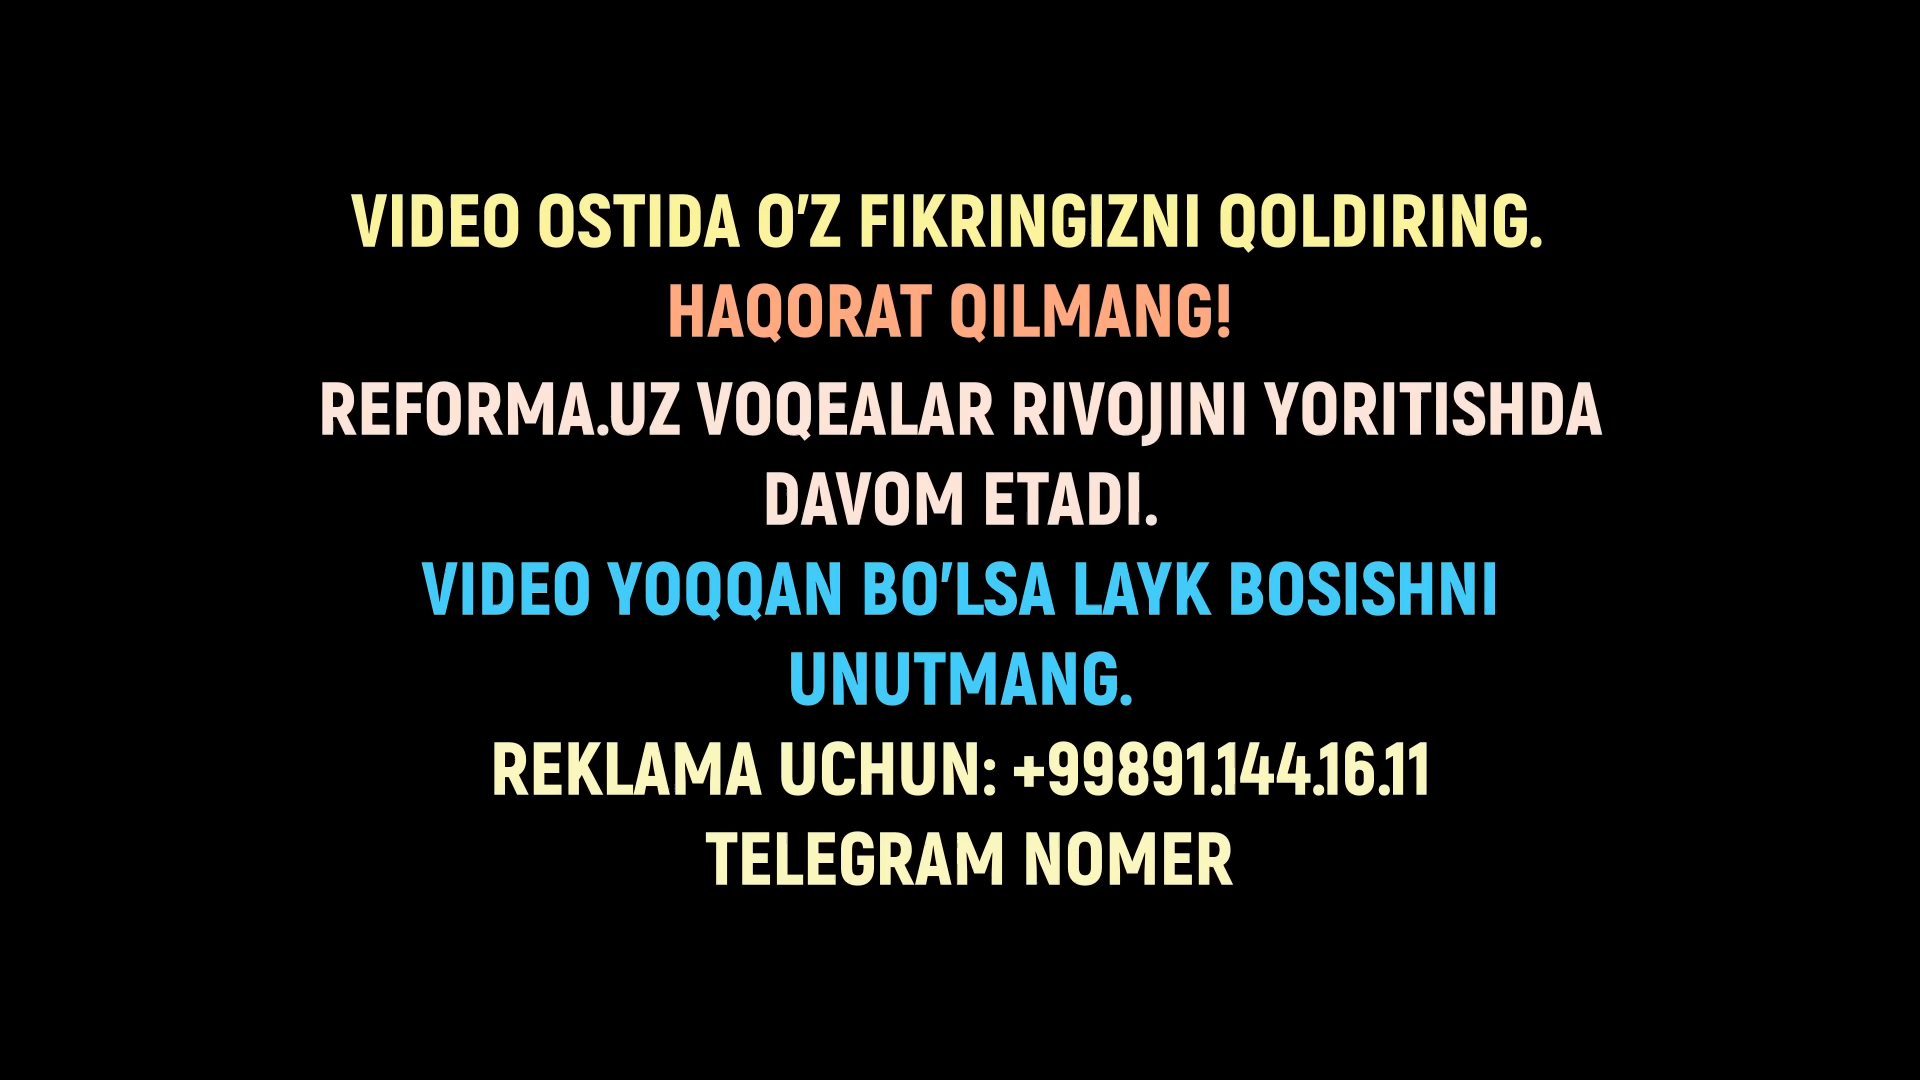 VIDEO OSTIDA O'Z FIKRINGIZNI QOLDIRING.
HAQORAT QILMANG!
REFORMA.UZ VOQEALAR RIVOJINI YORITISHDA
DAVOM ETADI.
VIDEO YOQQAN BO'LSA LAYK BOSISHNI
UNUTMANG.
REKLAMA UCHUN: +99891.144.16.11
TELEGRAM NOMER